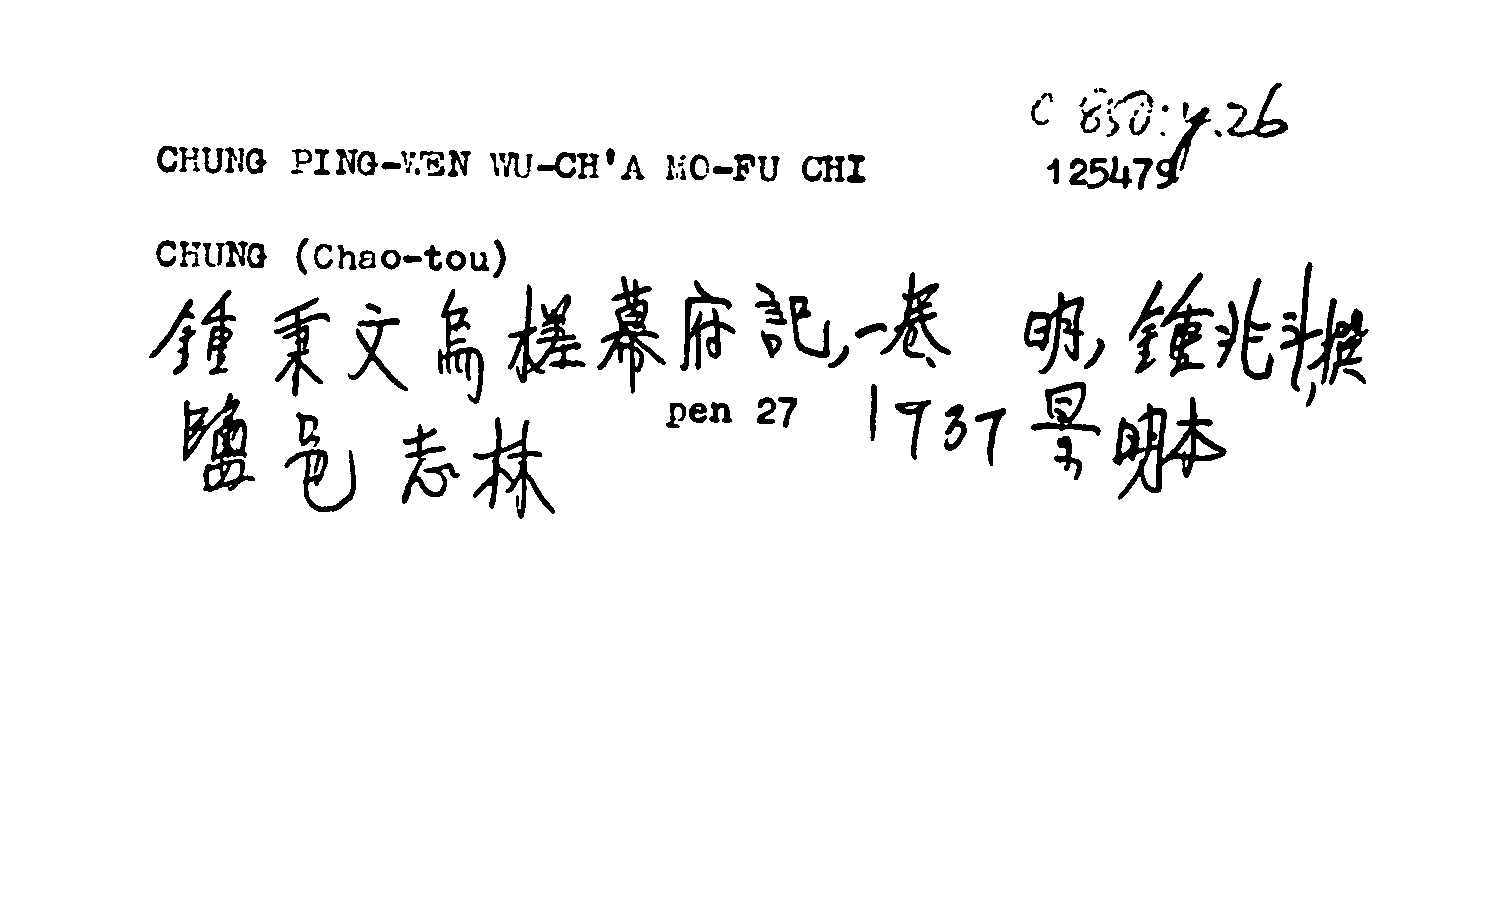 C 850:y.26
CHUNG PING-WEN WU-CH'A MO-FU CHI 125479
CHUNG (Chao-tou)
鍾秉文烏槎幕府記,一卷 明,鍾兆斗,撰
鹽邑志林 pen 27 1937 景明本